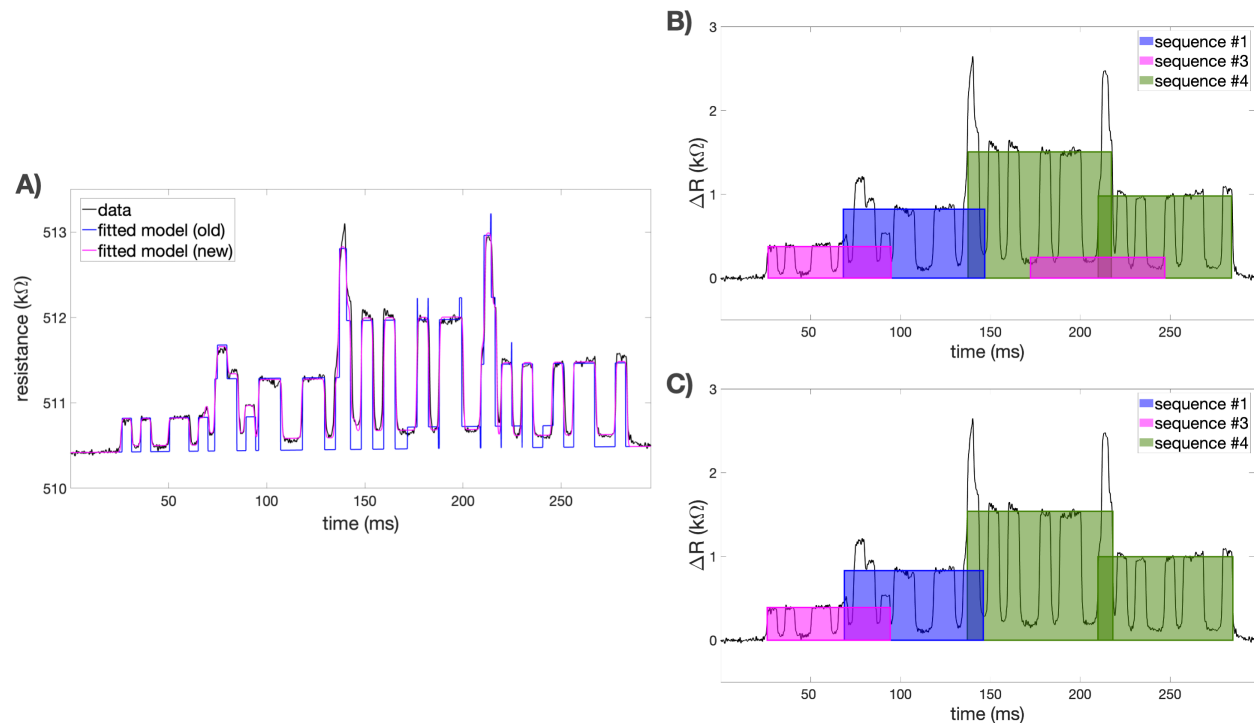 A)
data
fitted model (old)
fitted model (new)
513
512
511
510
resistance (kΩ)
50
100
150
200
250
time (ms)
B)
sequence #1
sequence #3
sequence #4
3
2
1
0
ΔR (kΩ)
50
100
150
200
250
time (ms)
C)
sequence #1
sequence #3
sequence #4
3
2
1
0
ΔR (kΩ)
50
100
150
200
250
time (ms)